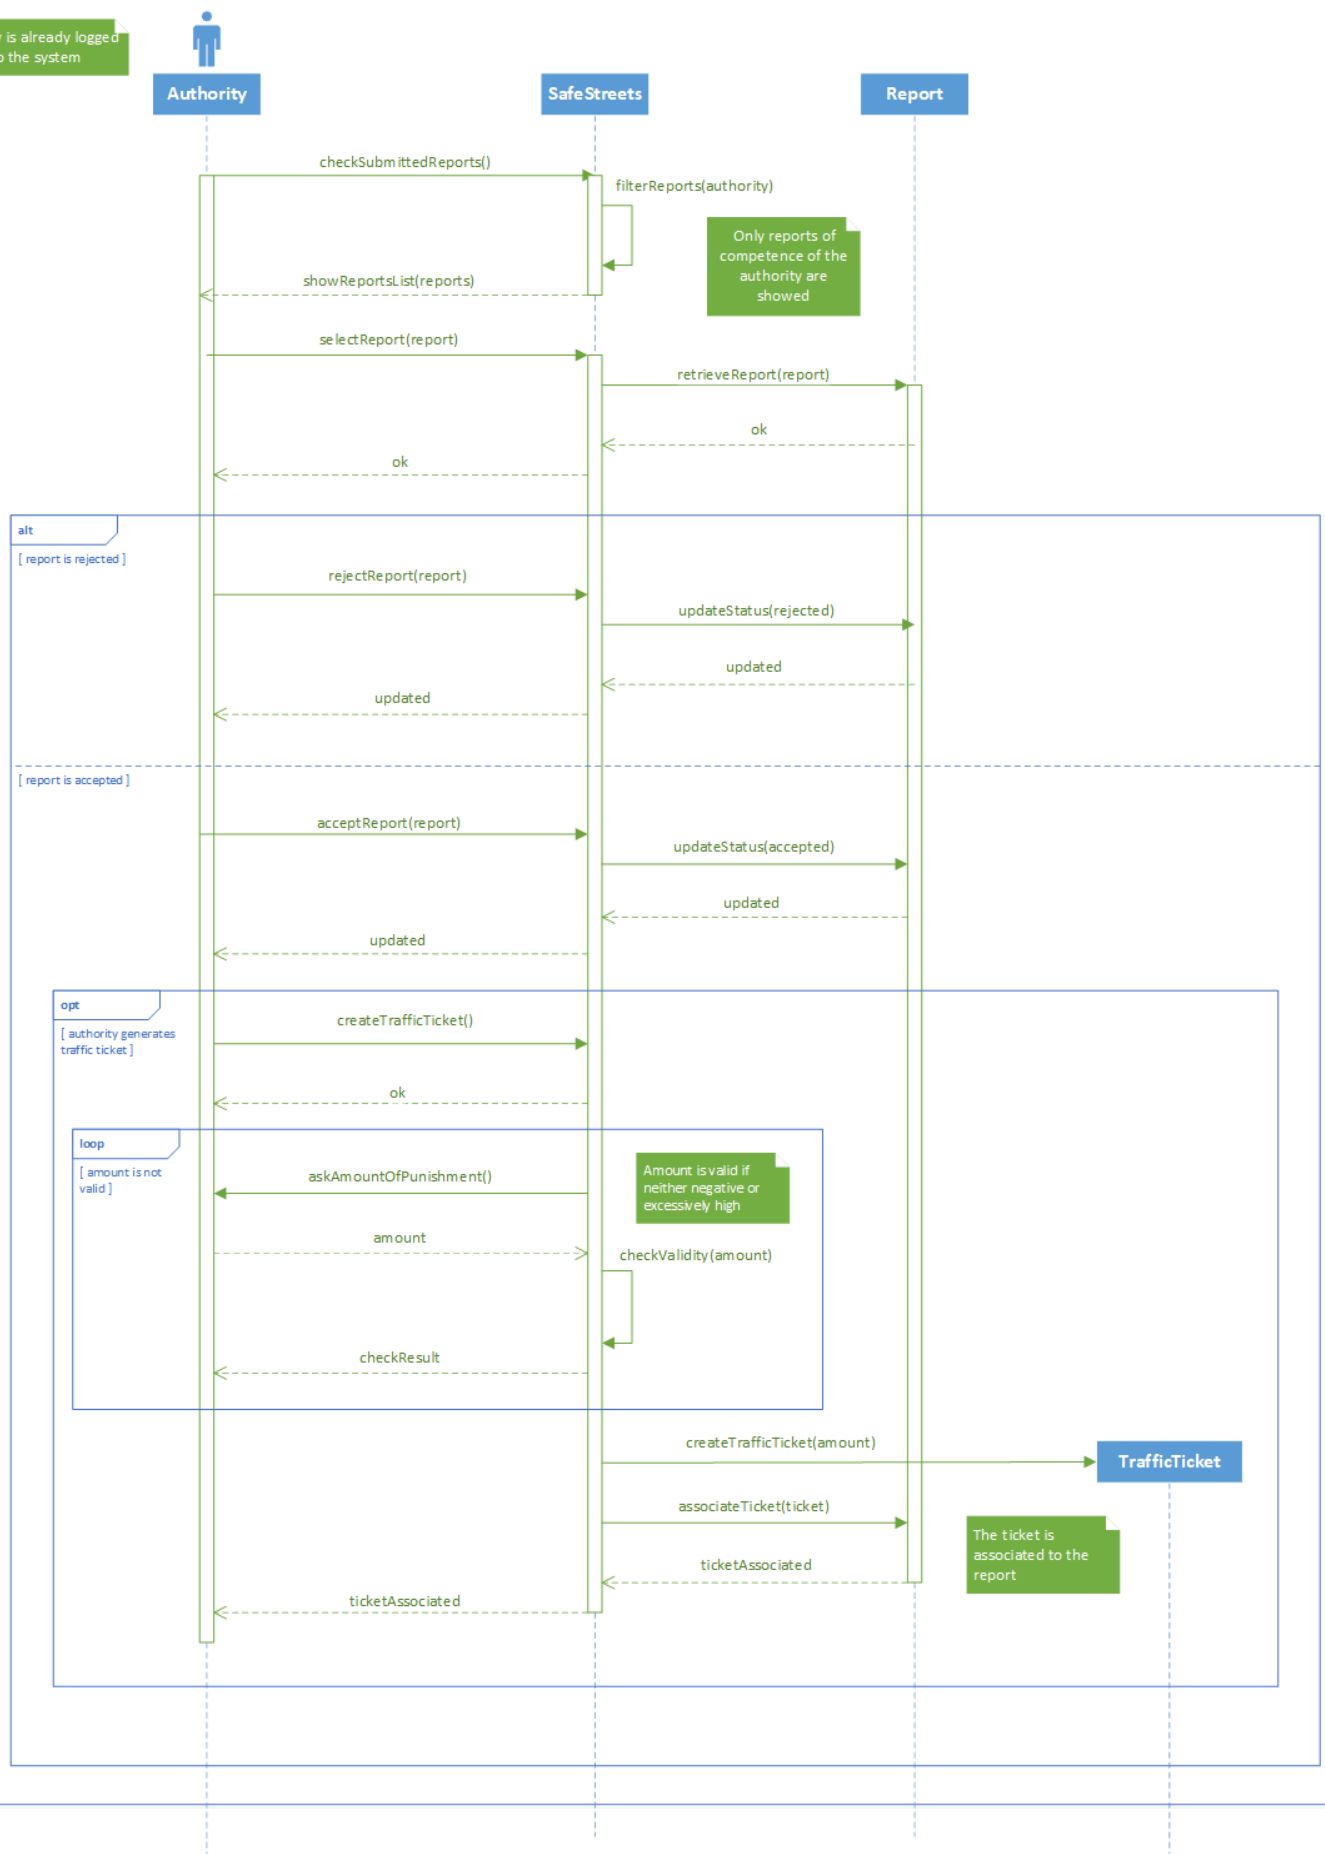 is already logged
the system
Authority
SafeStreets
Report
checkSubmittedReports()
filterReports(authority)
Only reports of
competence of the
authority are
showed
showReportsList(reports)
selectReport(report)
retrieveReport(report)
ok
ok
alt
[ report is rejected ]
rejectReport(report)
updateStatus(rejected)
updated
updated
[ report is accepted ]
acceptReport(report)
updateStatus(accepted)
updated
updated
opt
[ authority generates
traffic ticket ]
createTrafficTicket()
ok
loop
[ amount is not
valid ]
askAmountOfPunishment()
Amount is valid if
neither negative or
excessively high
amount
checkValidity(amount)
checkResult
createTrafficTicket(amount)
TrafficTicket
associateTicket(ticket)
The ticket is
associated to the
report
ticketAssociated
ticketAssociated